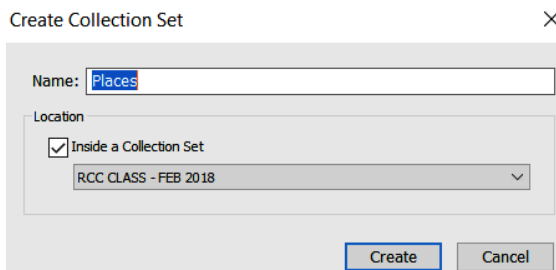 Create Collection Set
Name: Places
Location
Inside a Collection Set
RCC CLASS - FEB 2018
Create Cancel